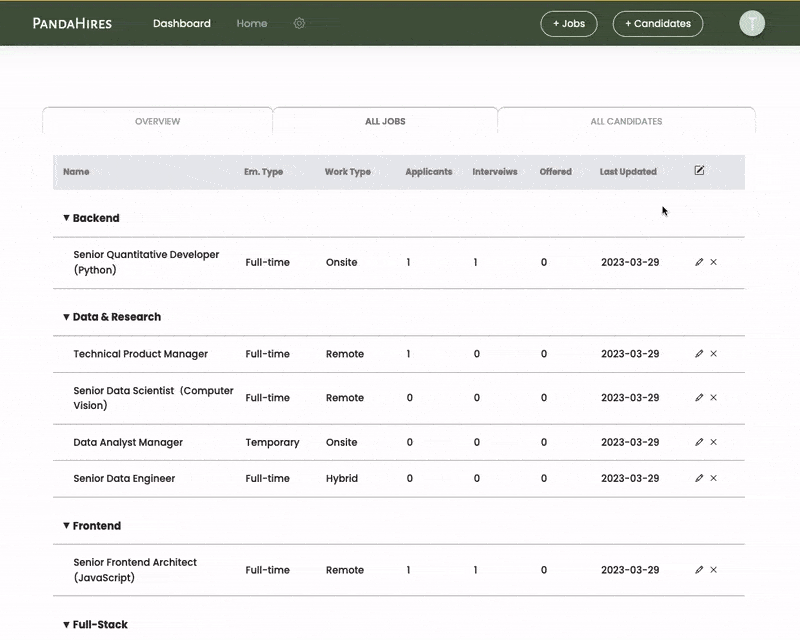 PANDAHIRES Dashboard Home + Jobs + Candidates T
OVERVIEW ALL JOBS ALL CANDIDATES
Name Em. Type Work Type Applicants Interveiws Offered Last Updated
▼ Backend
Senior Quantitative Developer
(Python) Full-time Onsite 1 1 0 2023-03-29
▼ Data & Research
Technical Product Manager Full-time Remote 1 0 0 2023-03-29
Senior Data Scientist (Computer
Vision) Full-time Remote 0 0 0 2023-03-29
Data Analyst Manager Temporary Onsite 0 0 0 2023-03-29
Senior Data Engineer Full-time Hybrid 0 0 0 2023-03-29
▼ Frontend
Senior Frontend Architect
(JavaScript) Full-time Remote 1 1 0 2023-03-29
▼ Full-Stack